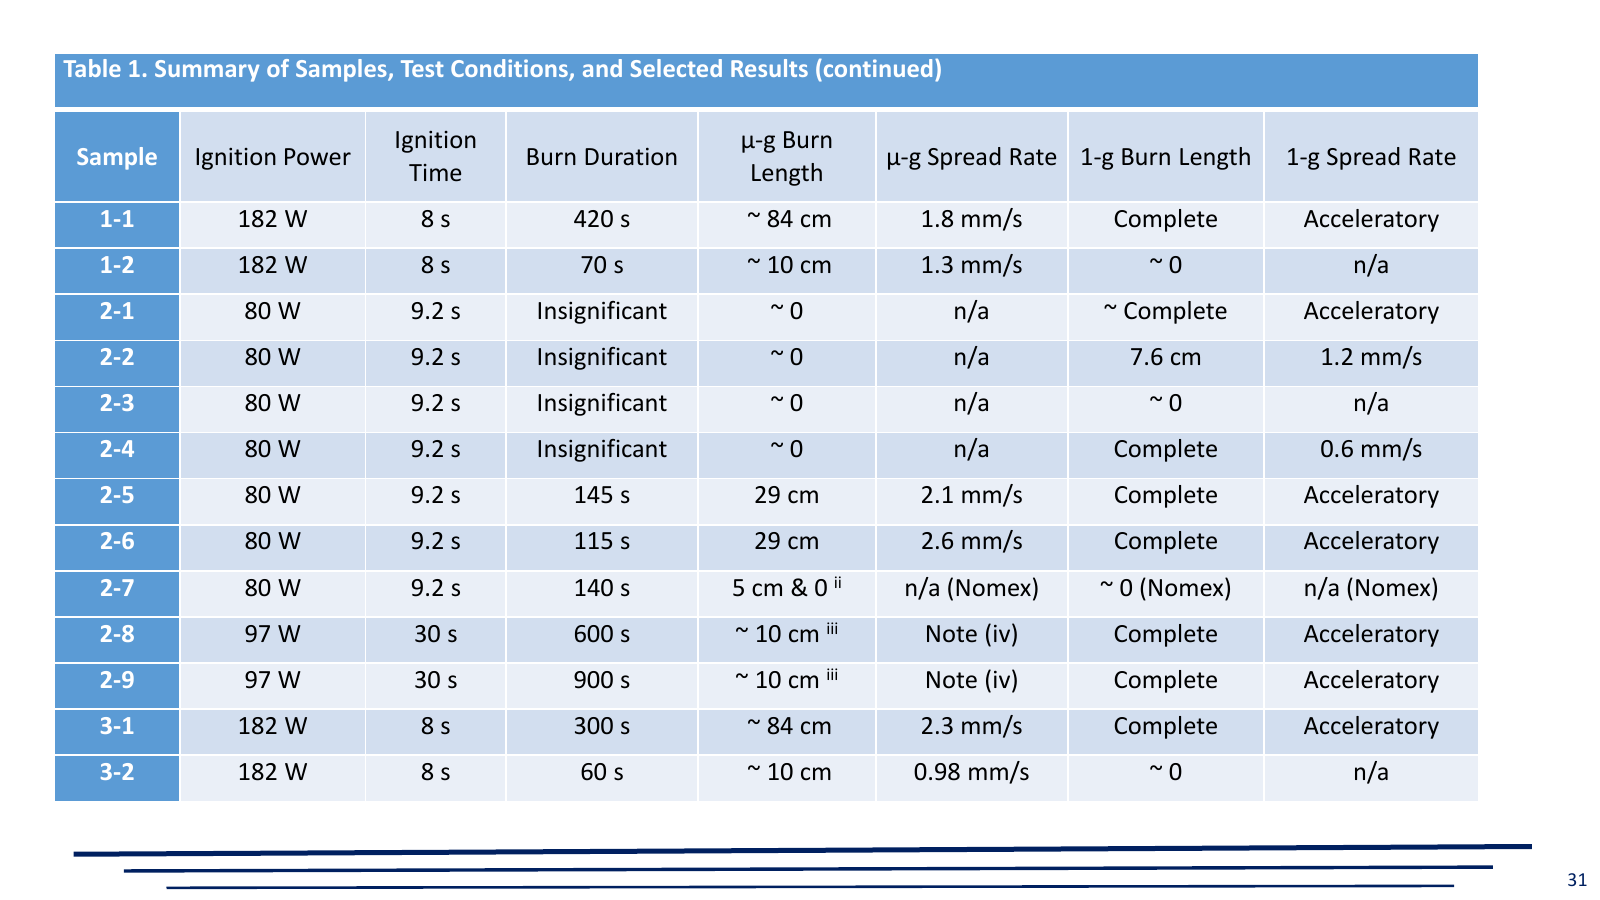 Table 1. Summary of Samples, Test Conditions, and Selected Results (continued)
Sample Ignition Power Ignition Time Burn Duration µ-g Burn Length µ-g Spread Rate 1-g Burn Length 1-g Spread Rate
1-1 182 W 8 s 420 s ~ 84 cm 1.8 mm/s Complete Acceleratory
1-2 182 W 8 s 70 s ~ 10 cm 1.3 mm/s ~ 0 n/a
2-1 80 W 9.2 s Insignificant ~ 0 n/a ~ Complete Acceleratory
2-2 80 W 9.2 s Insignificant ~ 0 n/a 7.6 cm 1.2 mm/s
2-3 80 W 9.2 s Insignificant ~ 0 n/a ~ 0 n/a
2-4 80 W 9.2 s Insignificant ~ 0 n/a Complete 0.6 mm/s
2-5 80 W 9.2 s 145 s 29 cm 2.1 mm/s Complete Acceleratory
2-6 80 W 9.2 s 115 s 29 cm 2.6 mm/s Complete Acceleratory
2-7 80 W 9.2 s 140 s 5 cm & 0 ii n/a (Nomex) ~ 0 (Nomex) n/a (Nomex)
2-8 97 W 30 s 600 s ~ 10 cm iii Note (iv) Complete Acceleratory
2-9 97 W 30 s 900 s ~ 10 cm iii Note (iv) Complete Acceleratory
3-1 182 W 8 s 300 s ~ 84 cm 2.3 mm/s Complete Acceleratory
3-2 182 W 8 s 60 s ~ 10 cm 0.98 mm/s ~ 0 n/a
31